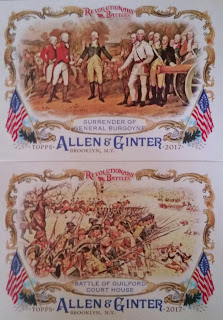 REVOLUTIONARY
BATTLES
SURRENDER OF
GENERAL BURGOYNE
TOPPS
ALLEN & GINTER
2017
BROOKLYN, N.Y.
REVOLUTIONARY
BATTLES
BATTLE OF GUILFORD
COURT HOUSE
TOPPS
ALLEN & GINTER
2017
BROOKLYN, N.Y.